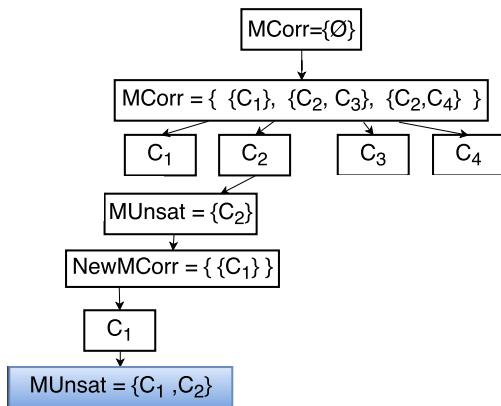 MCorr={Ø}
MCorr = { {C₁}, {C₂, C₃}, {C₂,C₄} }
C₁ C₂ C₃ C₄
MUnsat = {C₂}
NewMCorr = { {C₁} }
C₁
MUnsat = {C₁ ,C₂}